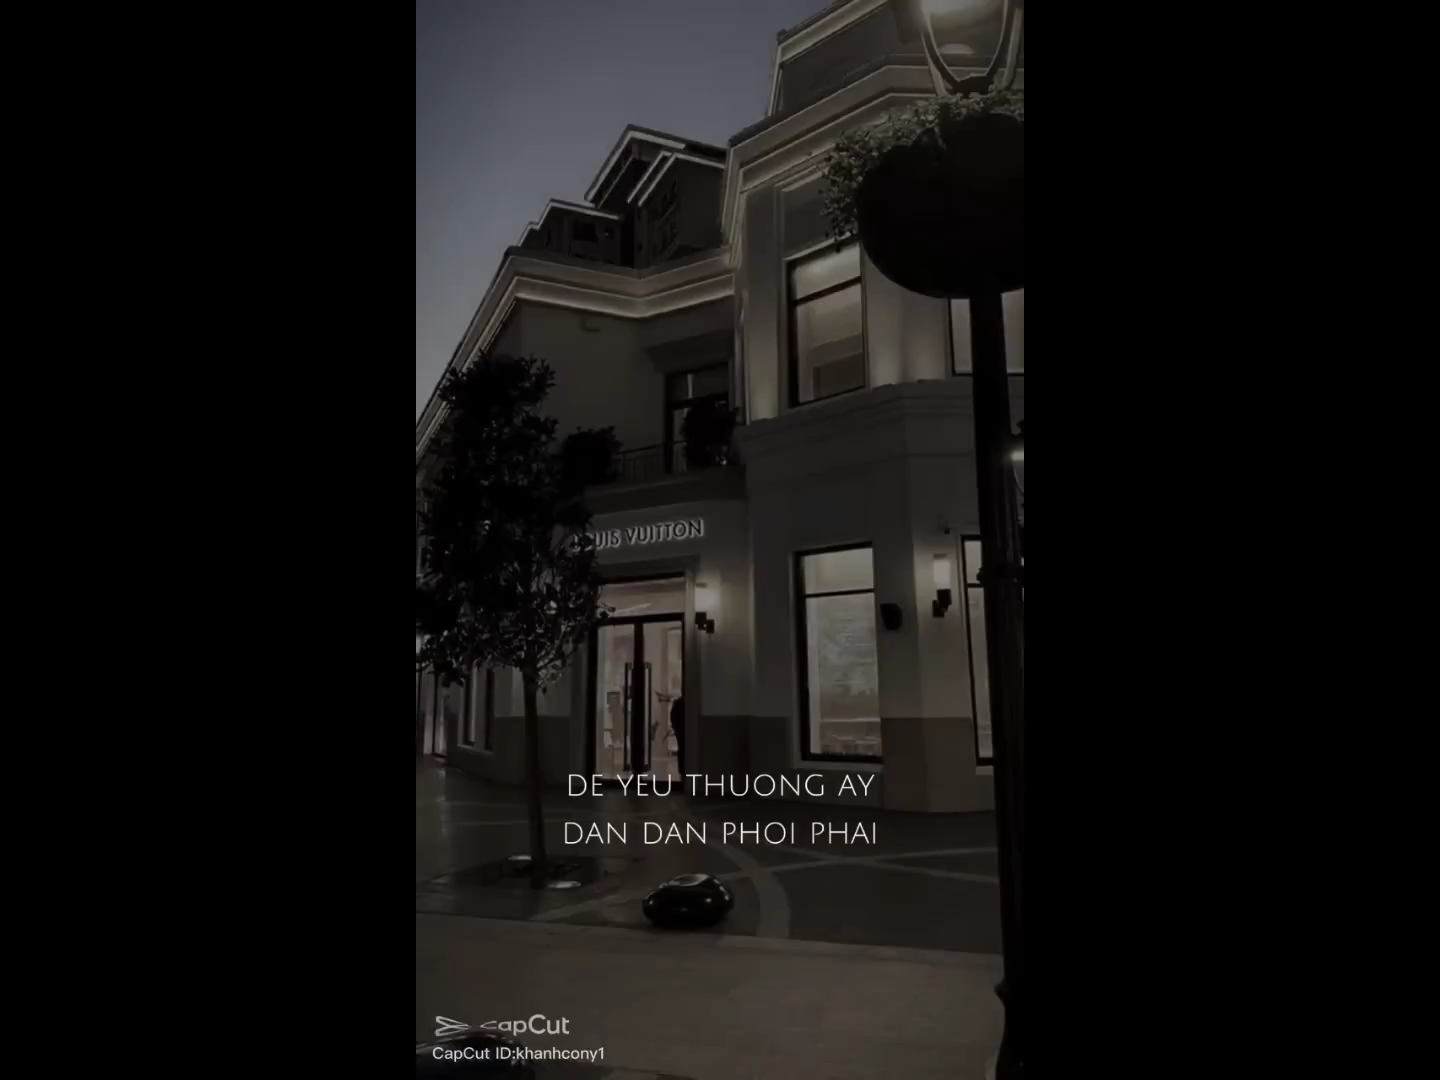 LOUIS VUITTON
DE YEU THUONG AY
DAN DAN PHOI PHAI
CapCut
CapCut ID:khanhcony1